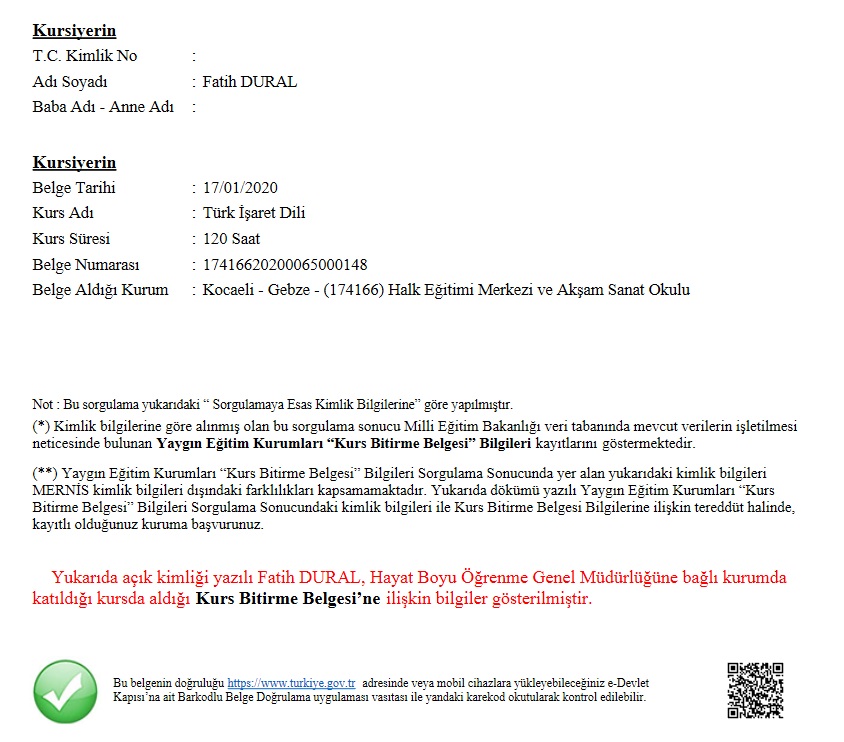 Kursiyerin
T.C. Kimlik No :
Adı Soyadı : Fatih DURAL
Baba Adı - Anne Adı :
Kursiyerin
Belge Tarihi : 17/01/2020
Kurs Adı : Türk İşaret Dili
Kurs Süresi : 120 Saat
Belge Numarası : 17416620200065000148
Belge Aldığı Kurum : Kocaeli - Gebze - (174166) Halk Eğitimi Merkezi ve Akşam Sanat Okulu
Not : Bu sorgulama yukarıdaki “ Sorgulamaya Esas Kimlik Bilgilerine” göre yapılmıştır.
(*) Kimlik bilgilerine göre alınmış olan bu sorgulama sonucu Milli Eğitim Bakanlığı veri tabanında mevcut verilerin işletilmesi
neticesinde bulunan Yaygın Eğitim Kurumları “Kurs Bitirme Belgesi” Bilgileri kayıtlarını göstermektedir.
(**) Yaygın Eğitim Kurumları “Kurs Bitirme Belgesi” Bilgileri Sorgulama Sonucunda yer alan yukarıdaki kimlik bilgileri
MERNİS kimlik bilgileri dışındaki farklılıkları kapsamamaktadır. Yukarıda dökümü yazılı Yaygın Eğitim Kurumları “Kurs
Bitirme Belgesi” Bilgileri Sorgulama Sonucundaki kimlik bilgileri ile Kurs Bitirme Belgesi Bilgilerine ilişkin tereddüt halinde,
kayıtlı olduğunuz kuruma başvurunuz.
Yukarıda açık kimliği yazılı Fatih DURAL, Hayat Boyu Öğrenme Genel Müdürlüğüne bağlı kurumda
katıldığı kursda aldığı Kurs Bitirme Belgesi’ne ilişkin bilgiler gösterilmiştir.
Bu belgenin doğruluğu https://www.turkiye.gov.tr adresinde veya mobil cihazlara yükleyebileceğiniz e-Devlet
Kapısı’na ait Barkodlu Belge Doğrulama uygulaması vasıtası ile yandaki karekod okutularak kontrol edilebilir.